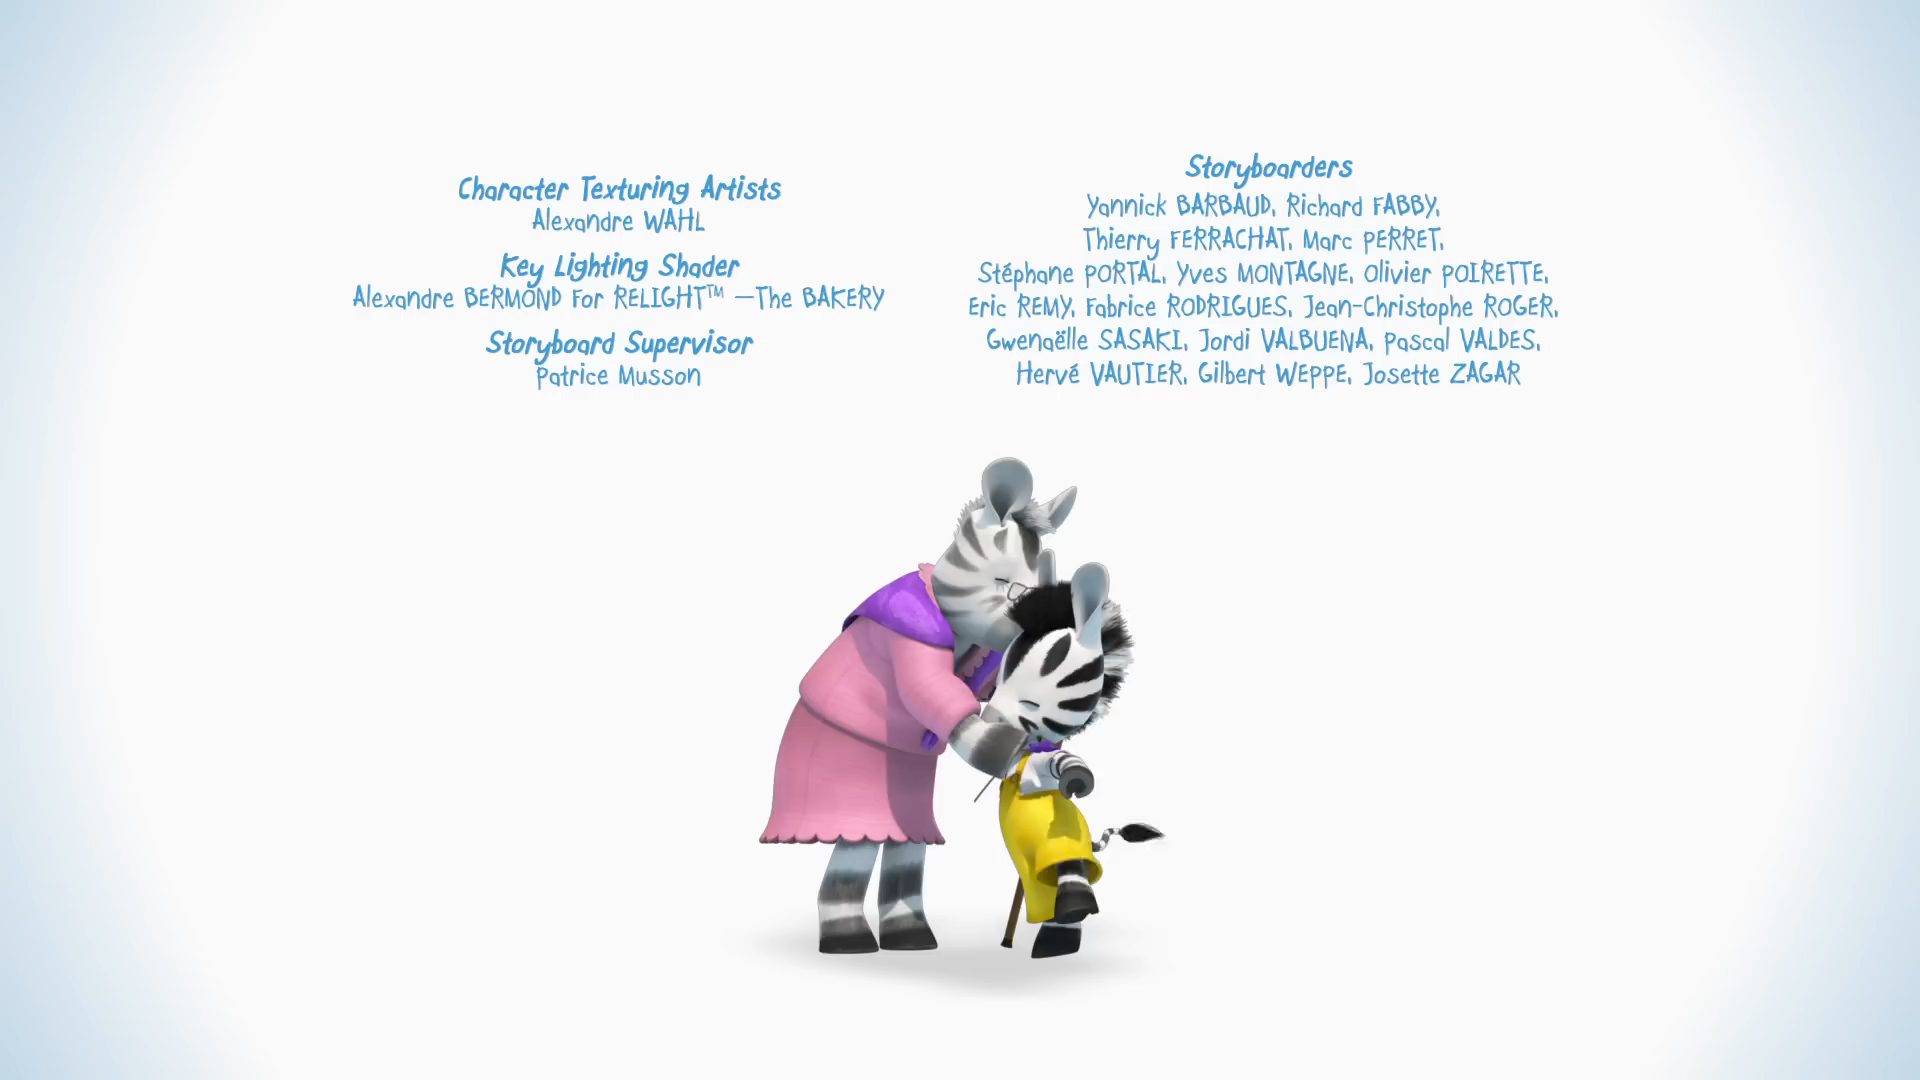 Character Texturing Artists
Alexandre WAHL
Key Lighting Shader
Alexandre BERMOND For RELIGHT™ —The BAKERY
Storyboard Supervisor
Patrice Musson
Storyboarders
Yannick BARBAUD, Richard FABBY,
Thierry FERRACHAT, Marc PERRET,
Stéphane PORTAL, Yves MONTAGNE, Olivier POIRETTE,
Eric REMY, Fabrice RODRIGUES, Jean-Christophe ROGER,
Gwenaëlle SASAKI, Jordi VALBUENA, Pascal VALDES,
Hervé VAUTIER, Gilbert WEPPE, Josette ZAGAR